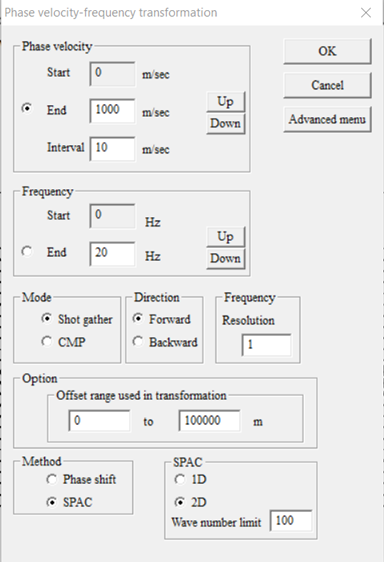 Phase velocity-frequency transformation
Phase velocity
Start 0 m/sec
End 1000 m/sec
Interval 10 m/sec
Up
Down
OK
Cancel
Advanced menu
Frequency
Start 0 Hz
End 20 Hz
Up
Down
Mode
Shot gather
CMP
Direction
Forward
Backward
Frequency
Resolution
1
Option
Offset range used in transformation
0 to 100000 m
Method
Phase shift
SPAC
SPAC
1D
2D
Wave number limit 100